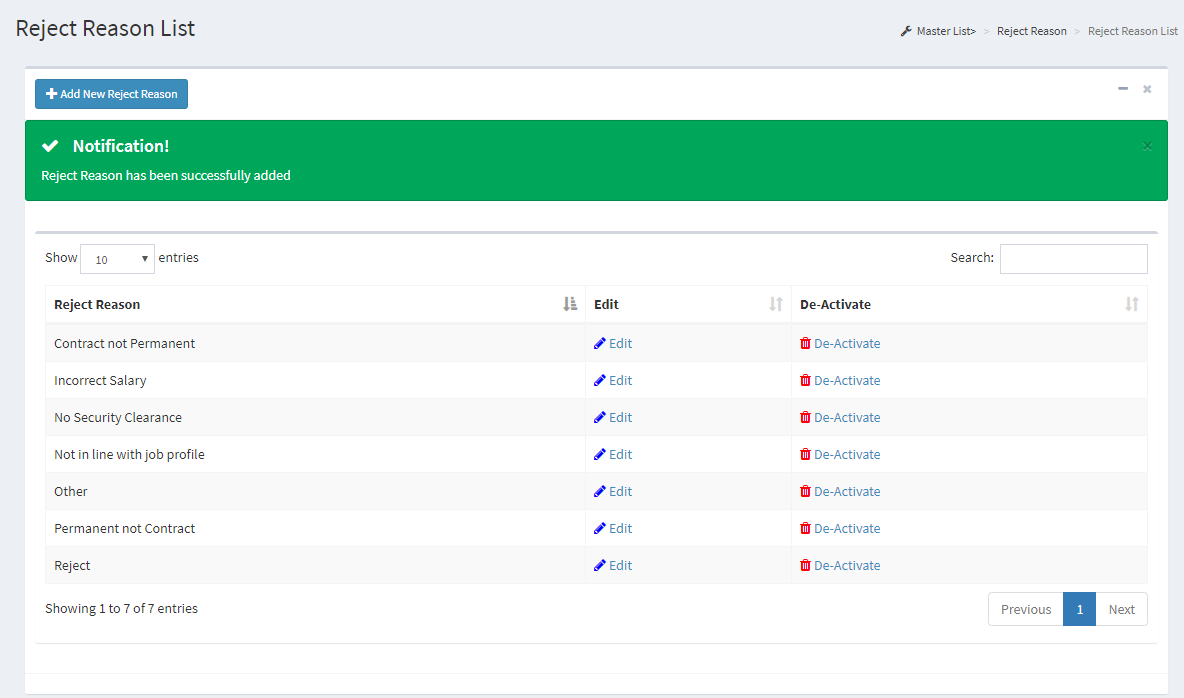 Reject Reason List
Master List> > Reject Reason > Reject Reason List
Add New Reject Reason
Notification!
Reject Reason has been successfully added
Show 10 entries Search:
Reject Reason Edit De-Activate
Contract not Permanent Edit De-Activate
Incorrect Salary Edit De-Activate
No Security Clearance Edit De-Activate
Not in line with job profile Edit De-Activate
Other Edit De-Activate
Permanent not Contract Edit De-Activate
Reject Edit De-Activate
Showing 1 to 7 of 7 entries Previous 1 Next